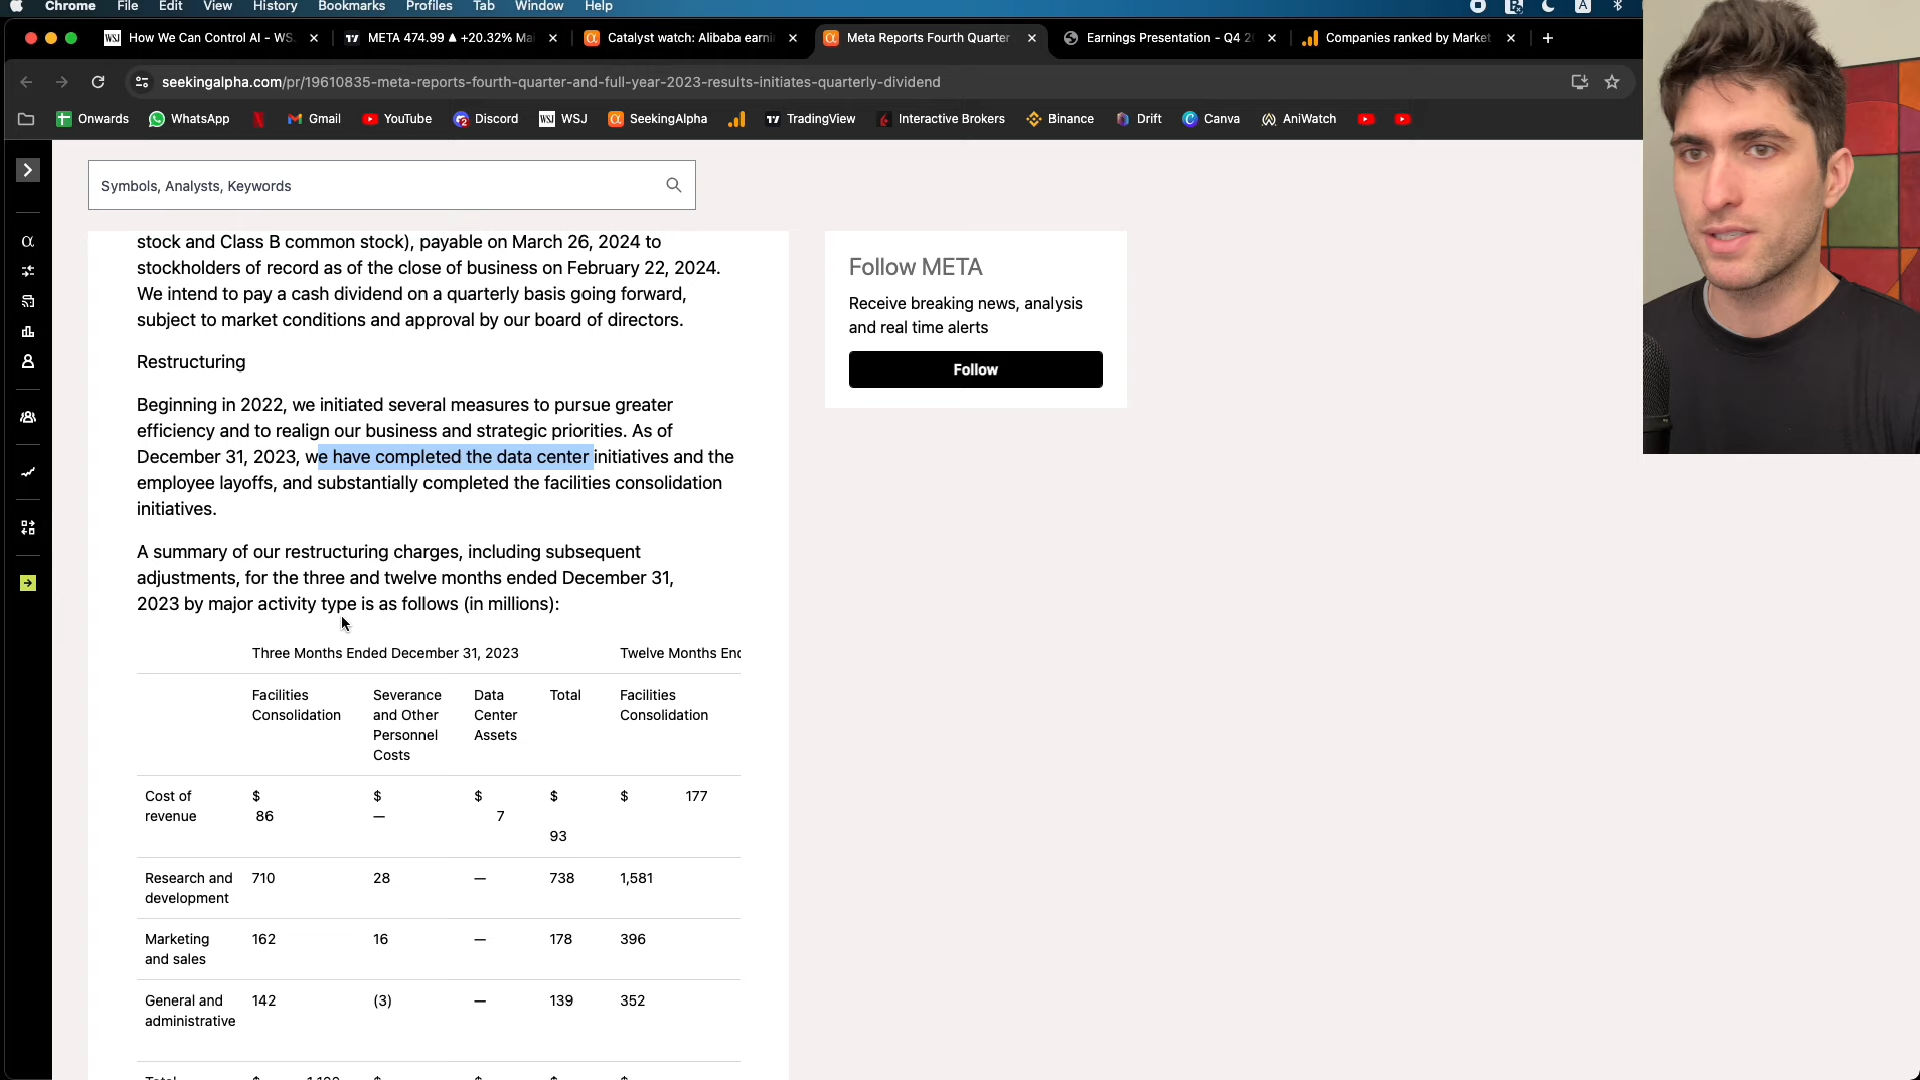 Chrome File Edit View History Bookmarks Profiles Tab Window Help
WSJ How We Can Control AI - WS
META 474.99 ▲ +20.32%
Catalyst watch: Alibaba earni
Meta Reports Fourth Quarter
Earnings Presentation - Q4 2
Companies ranked by Market
seekingalpha.com/pr/19610835-meta-reports-fourth-quarter-and-full-year-2023-results-initiates-quarterly-dividend
Onwards WhatsApp Gmail YouTube Discord WSJ WSJ SeekingAlpha TradingView Interactive Brokers Binance Drift Canva AniWatch
Symbols, Analysts, Keywords
stock and Class B common stock), payable on March 26, 2024 to
stockholders of record as of the close of business on February 22, 2024.
We intend to pay a cash dividend on a quarterly basis going forward,
subject to market conditions and approval by our board of directors.
Restructuring
Beginning in 2022, we initiated several measures to pursue greater
efficiency and to realign our business and strategic priorities. As of
December 31, 2023, we have completed the data center initiatives and the
employee layoffs, and substantially completed the facilities consolidation
initiatives.
A summary of our restructuring charges, including subsequent
adjustments, for the three and twelve months ended December 31,
2023 by major activity type is as follows (in millions):
Three Months Ended December 31, 2023 Twelve Months End
Facilities Severance Data Total Facilities
Consolidation and Other Center Consolidation
Personnel Assets
Costs
Cost of $ $ $ $ $ 177
revenue 86 — 7
93
Research and 710 28 — 738 1,581
development
Marketing 162 16 — 178 396
and sales
General and 142 (3) — 139 352
administrative
Follow META
Receive breaking news, analysis
and real time alerts
Follow